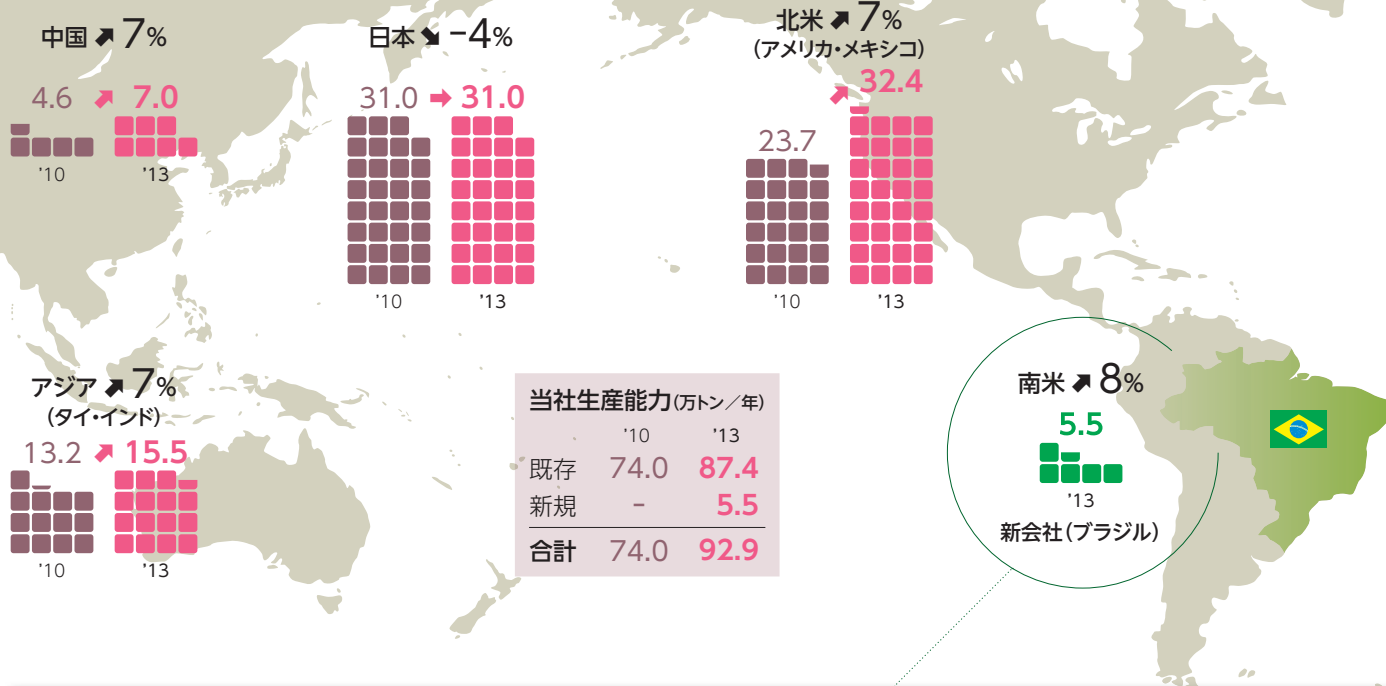 中国 ➚ 7%
4.6 ➚ 7.0
'10 '13
日本 ➘ -4%
31.0 ➡ 31.0
'10 '13
北米 ➚ 7%
(アメリカ・メキシコ)
23.7 ➚ 32.4
'10 '13
アジア ➚ 7%
(タイ・インド)
13.2 ➚ 15.5
'10 '13
当社生産能力(万トン/年)
'10 '13
既存 74.0 87.4
新規 - 5.5
合計 74.0 92.9
南米 ➚ 8%
5.5
'13
新会社(ブラジル)